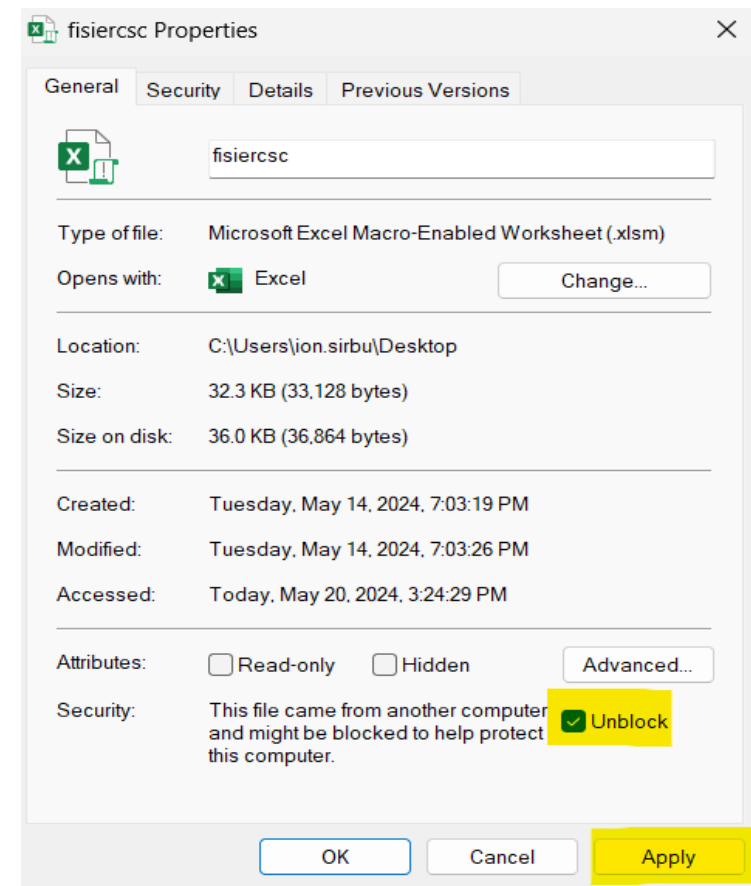 fisiercsc Properties
General Security Details Previous Versions
fisiercsc
Type of file: Microsoft Excel Macro-Enabled Worksheet (.xlsm)
Opens with: Excel Change...
Location: C:\Users\ion.sirbu\Desktop
Size: 32.3 KB (33,128 bytes)
Size on disk: 36.0 KB (36,864 bytes)
Created: Tuesday, May 14, 2024, 7:03:19 PM
Modified: Tuesday, May 14, 2024, 7:03:26 PM
Accessed: Today, May 20, 2024, 3:24:29 PM
Attributes: Read-only Hidden Advanced...
Security: This file came from another computer Unblock
and might be blocked to help protect
this computer.
OK Cancel Apply